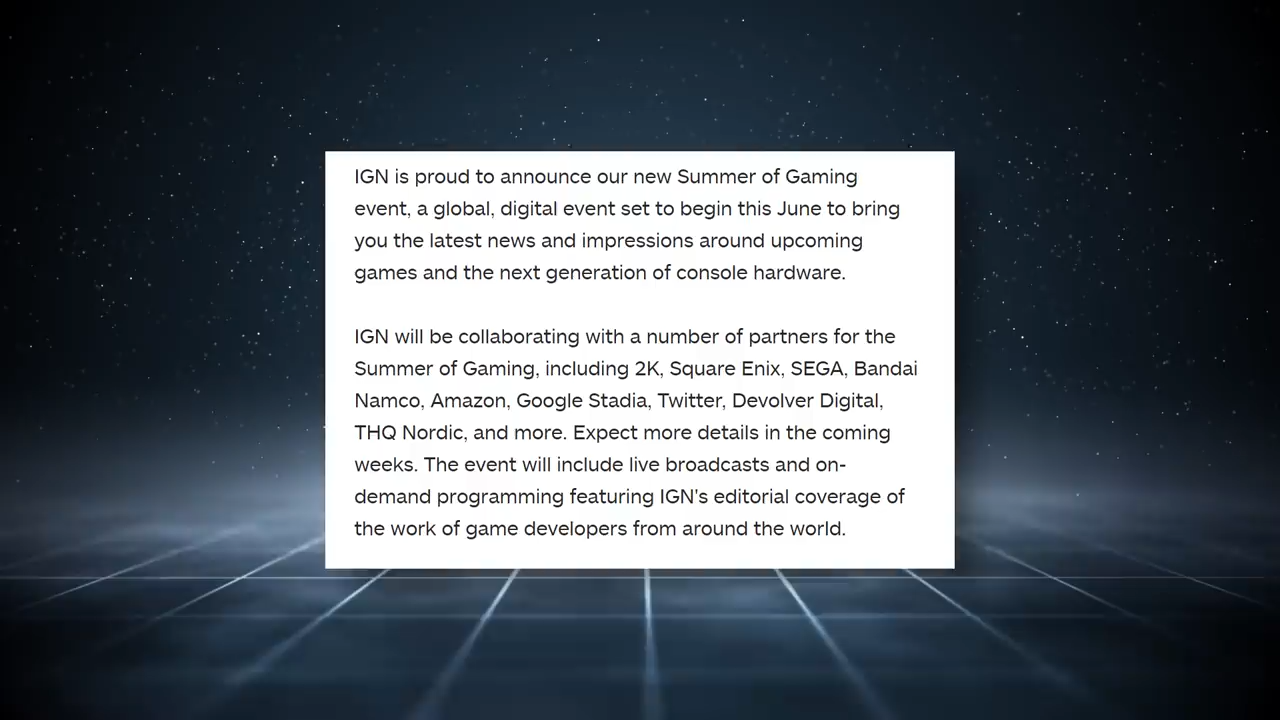 IGN is proud to announce our new Summer of Gaming
event, a global, digital event set to begin this June to bring
you the latest news and impressions around upcoming
games and the next generation of console hardware.
IGN will be collaborating with a number of partners for the
Summer of Gaming, including 2K, Square Enix, SEGA, Bandai
Namco, Amazon, Google Stadia, Twitter, Devolver Digital,
THQ Nordic, and more. Expect more details in the coming
weeks. The event will include live broadcasts and on-
demand programming featuring IGN's editorial coverage of
the work of game developers from around the world.